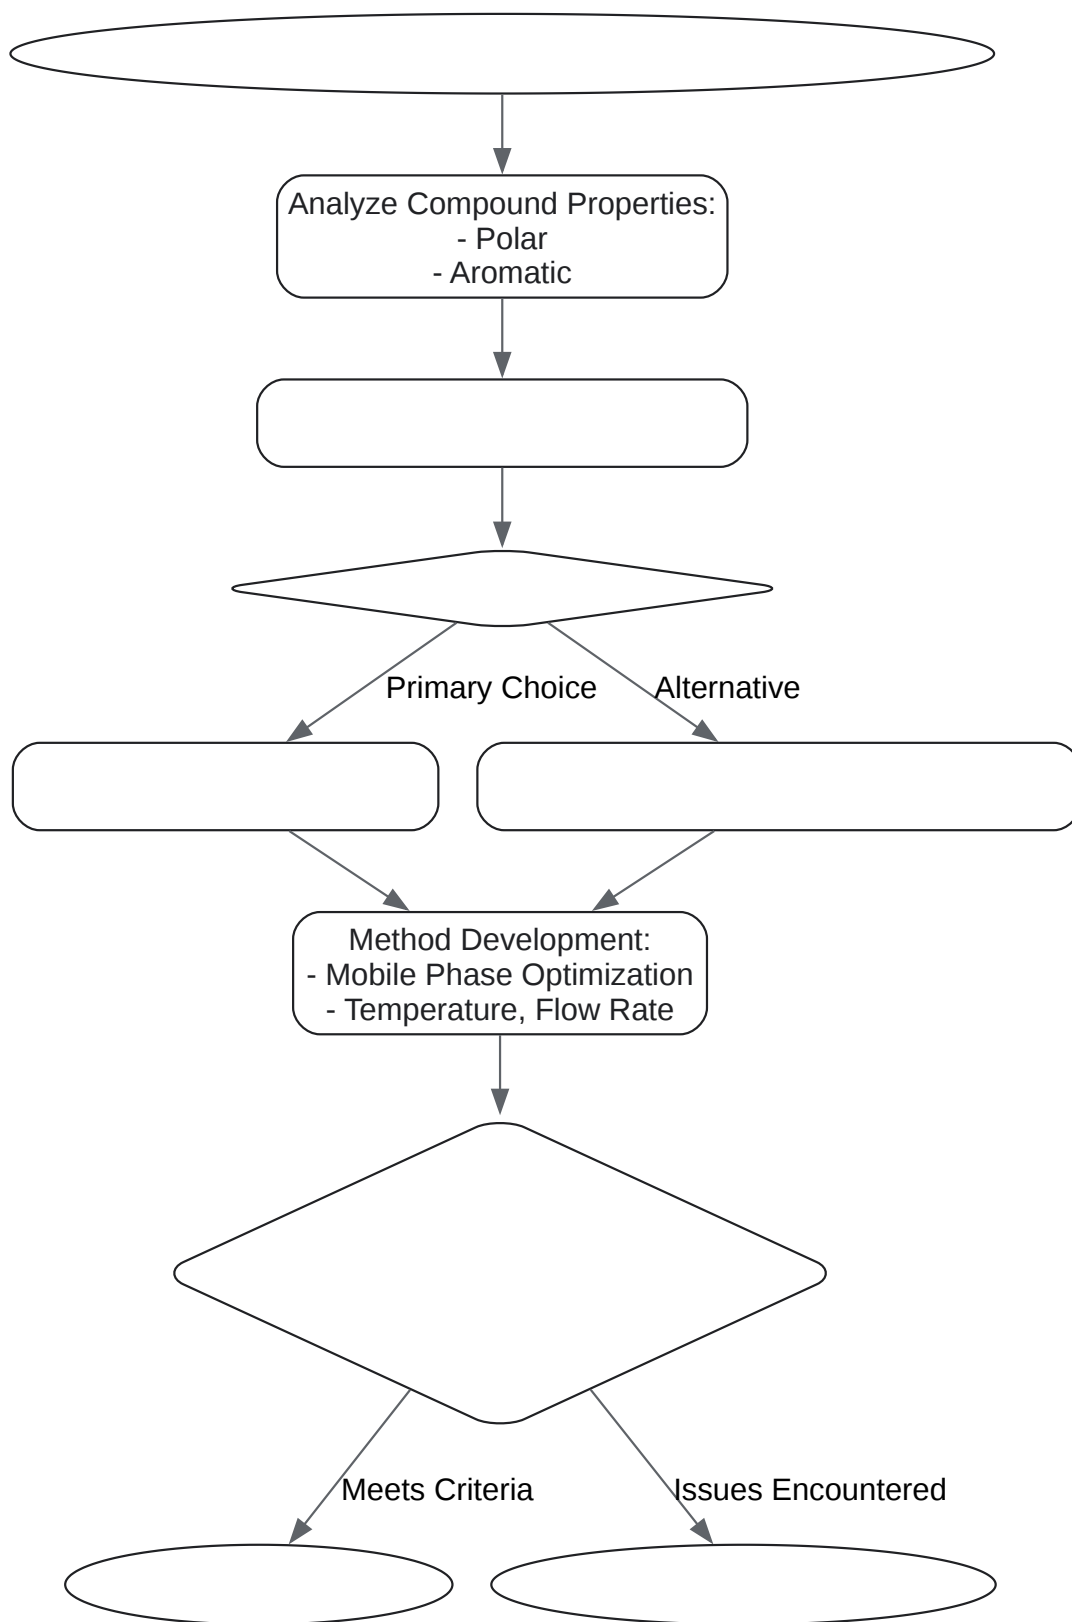 Analyze Compound Properties:
- Polar
- Aromatic
Primary Choice
Alternative
Method Development:
- Mobile Phase Optimization
- Temperature, Flow Rate
Meets Criteria
Issues Encountered